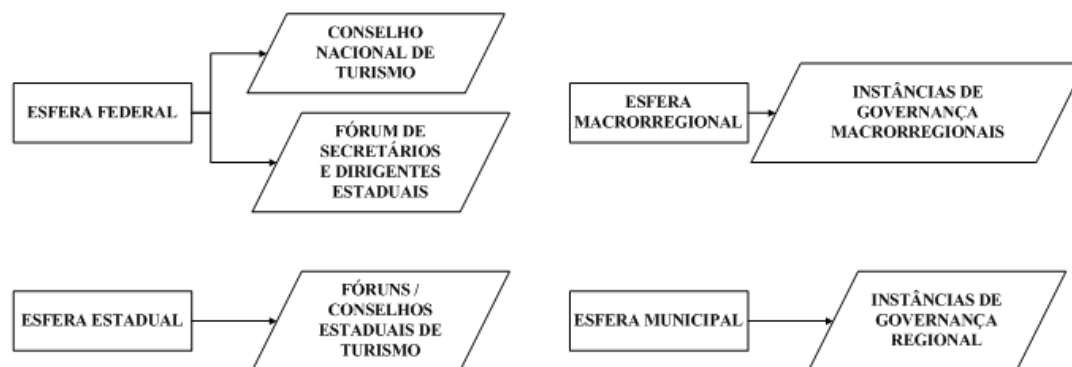 CONSELHO
NACIONAL DE
TURISMO
ESFERA FEDERAL
FÓRUM DE
SECRETÁRIOS
E DIRIGENTES
ESTADUAIS
ESFERA
MACRORREGIONAL
INSTÂNCIAS DE
GOVERNANÇA
MACRORREGIONAIS
ESFERA ESTADUAL
FÓRUNS /
CONSELHOS
ESTADUAIS DE
TURISMO
ESFERA MUNICIPAL
INSTÂNCIAS DE
GOVERNANÇA
REGIONAL